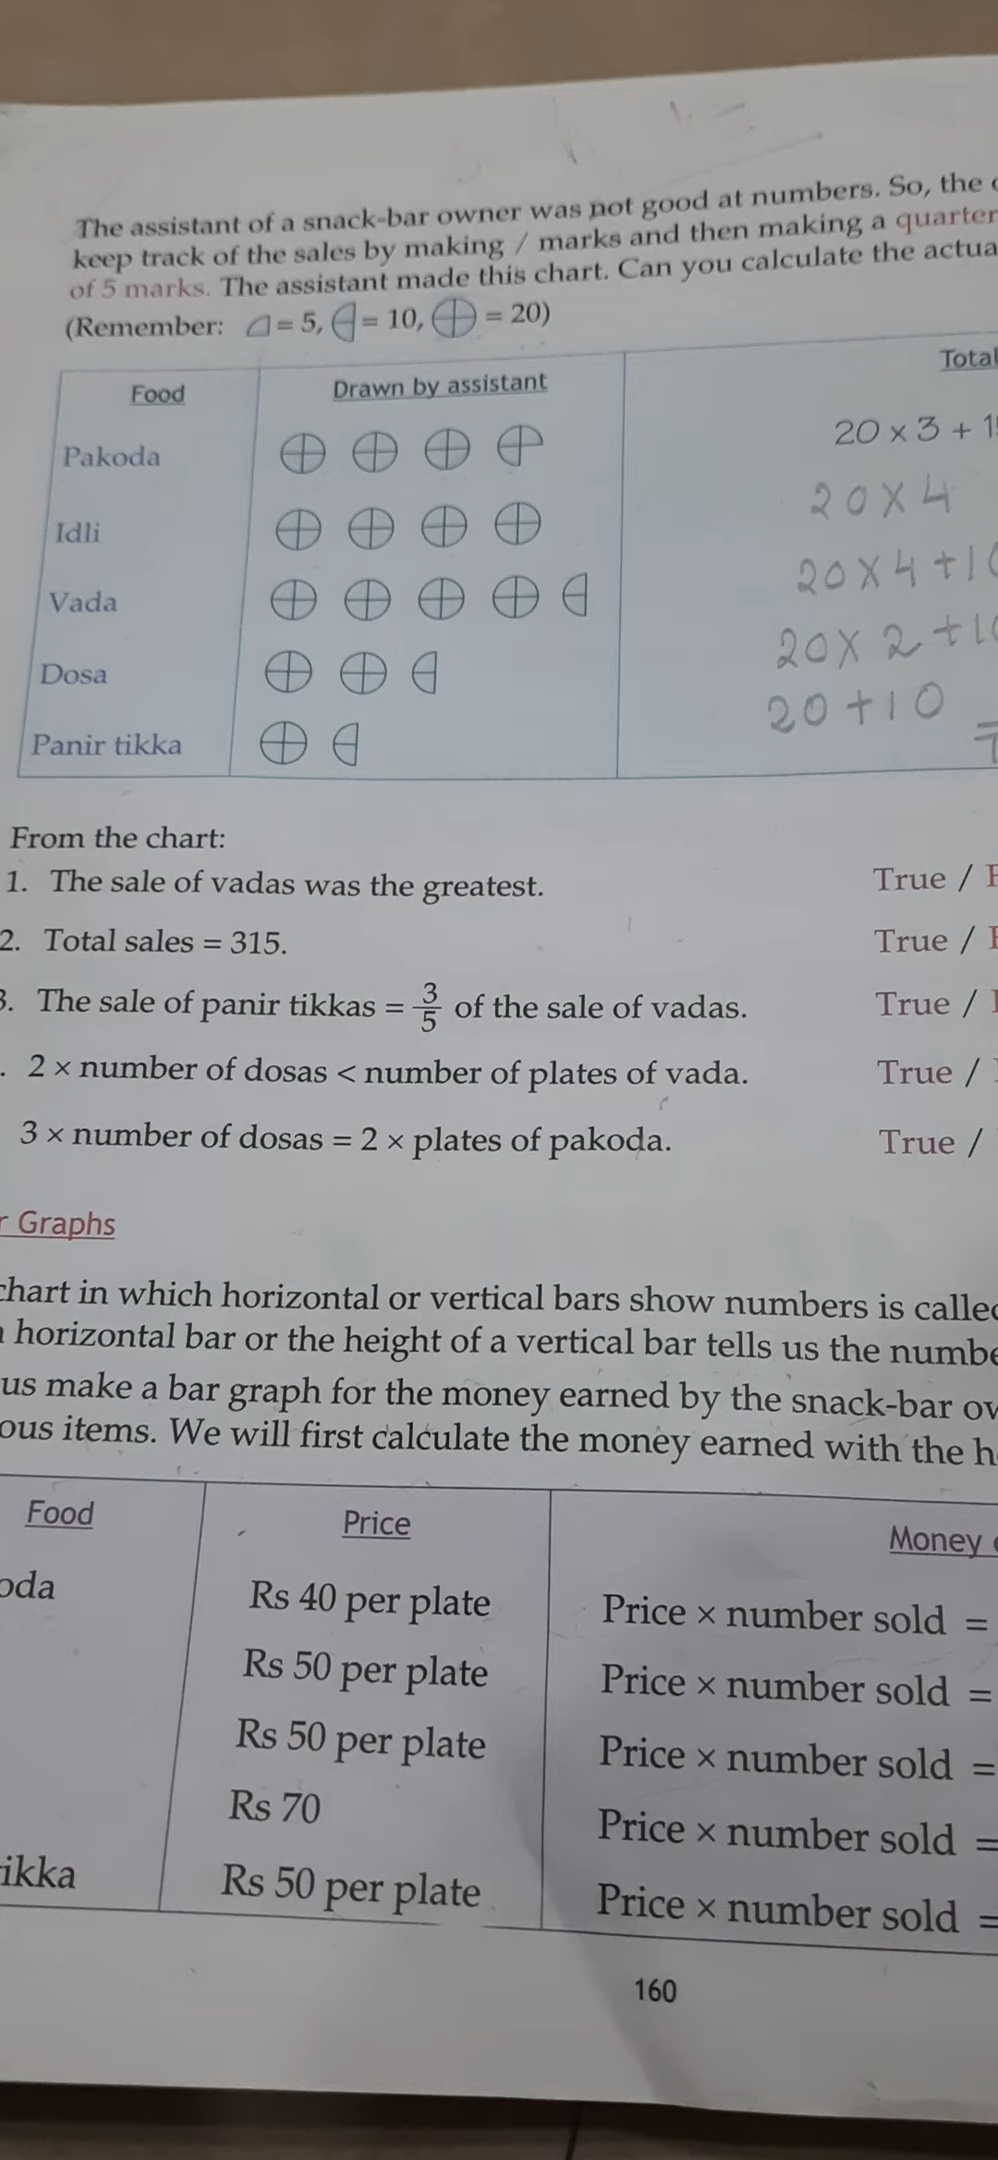 The assistant of a snack-bar owner was not good at numbers. So, the
keep track of the sales by making / marks and then making a quarter
of 5 marks. The assistant made this chart. Can you calculate the actua
(Remember: = 5, = 10, = 20)
Food Drawn by assistant Total
Pakoda 20 × 3 + 1
Idli 20 X 4
Vada 20 X 4 + 10
Dosa 20 X 2 + 10
Panir tikka 20 + 10
From the chart:
1. The sale of vadas was the greatest. True /
2. Total sales = 315. True /
3. The sale of panir tikkas = 3/5 of the sale of vadas. True /
. 2 × number of dosas < number of plates of vada. True /
3 × number of dosas = 2 × plates of pakoda. True /
r Graphs
chart in which horizontal or vertical bars show numbers is called
horizontal bar or the height of a vertical bar tells us the numbe
us make a bar graph for the money earned by the snack-bar ow
ous items. We will first calculate the money earned with the h
Food Price Money
oda Rs 40 per plate Price × number sold =
Rs 50 per plate Price × number sold =
Rs 50 per plate Price × number sold =
Rs 70 Price × number sold =
ikka Rs 50 per plate Price × number sold =
160